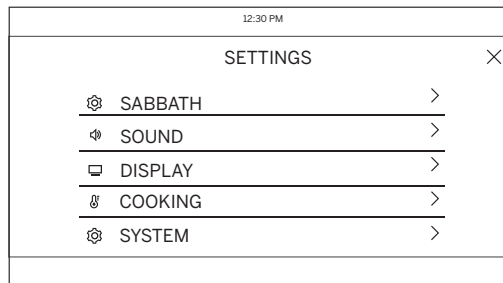 12:30 PM
SETTINGS
SABBATH
SOUND
DISPLAY
COOKING
SYSTEM